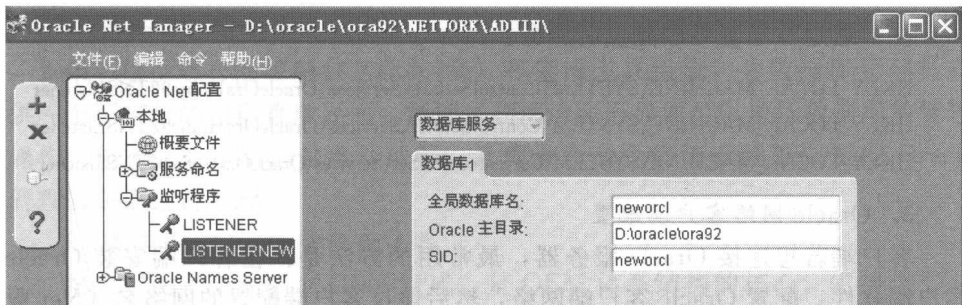 Oracle Net Manager - D:\oracle\ora92\NETWORK\ADMIN\
文件(F) 编辑 命令 帮助(H)
Oracle Net配置
本地
概要文件
服务命名
监听程序
LISTENER
LISTENERNEW
Oracle Names Server
数据库服务
数据库1
全局数据库名: neworcl
Oracle 主目录: D:\oracle\ora92
SID: neworcl